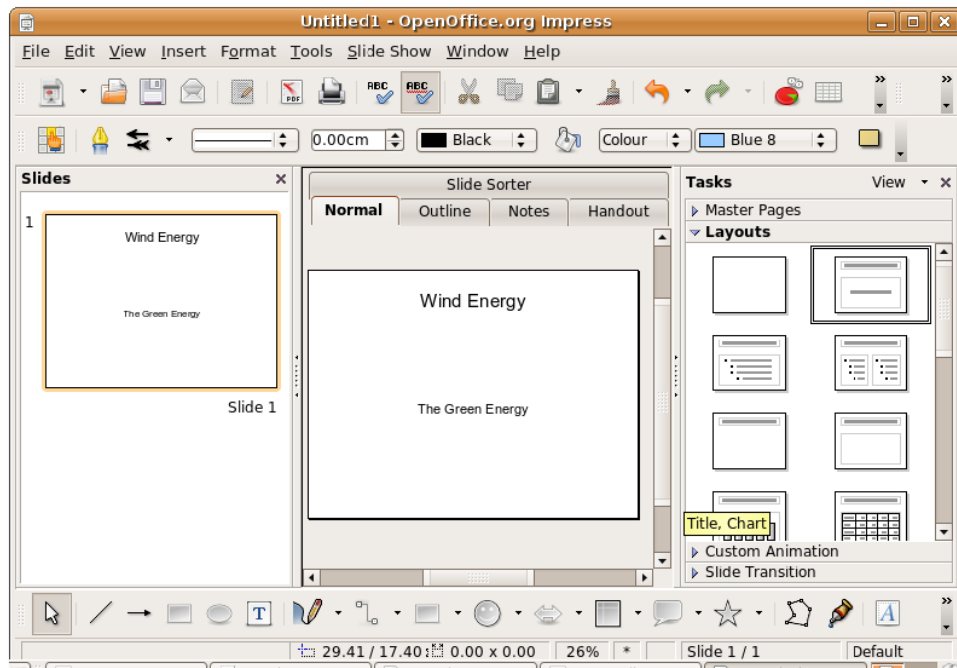 Untitled1 - OpenOffice.org Impress
File Edit View Insert Format Tools Slide Show Window Help
PDF ABC ABC
0.00cm Black Colour Blue 8
Slides
Slide Sorter
Tasks View
Normal Outline Notes Handout
Master Pages
Layouts
1
Wind Energy
The Green Energy
Slide 1
Wind Energy
The Green Energy
Title, Chart
Custom Animation
Slide Transition
T A
29.41 / 17.40 0.00 x 0.00 26% * Slide 1 / 1 Default